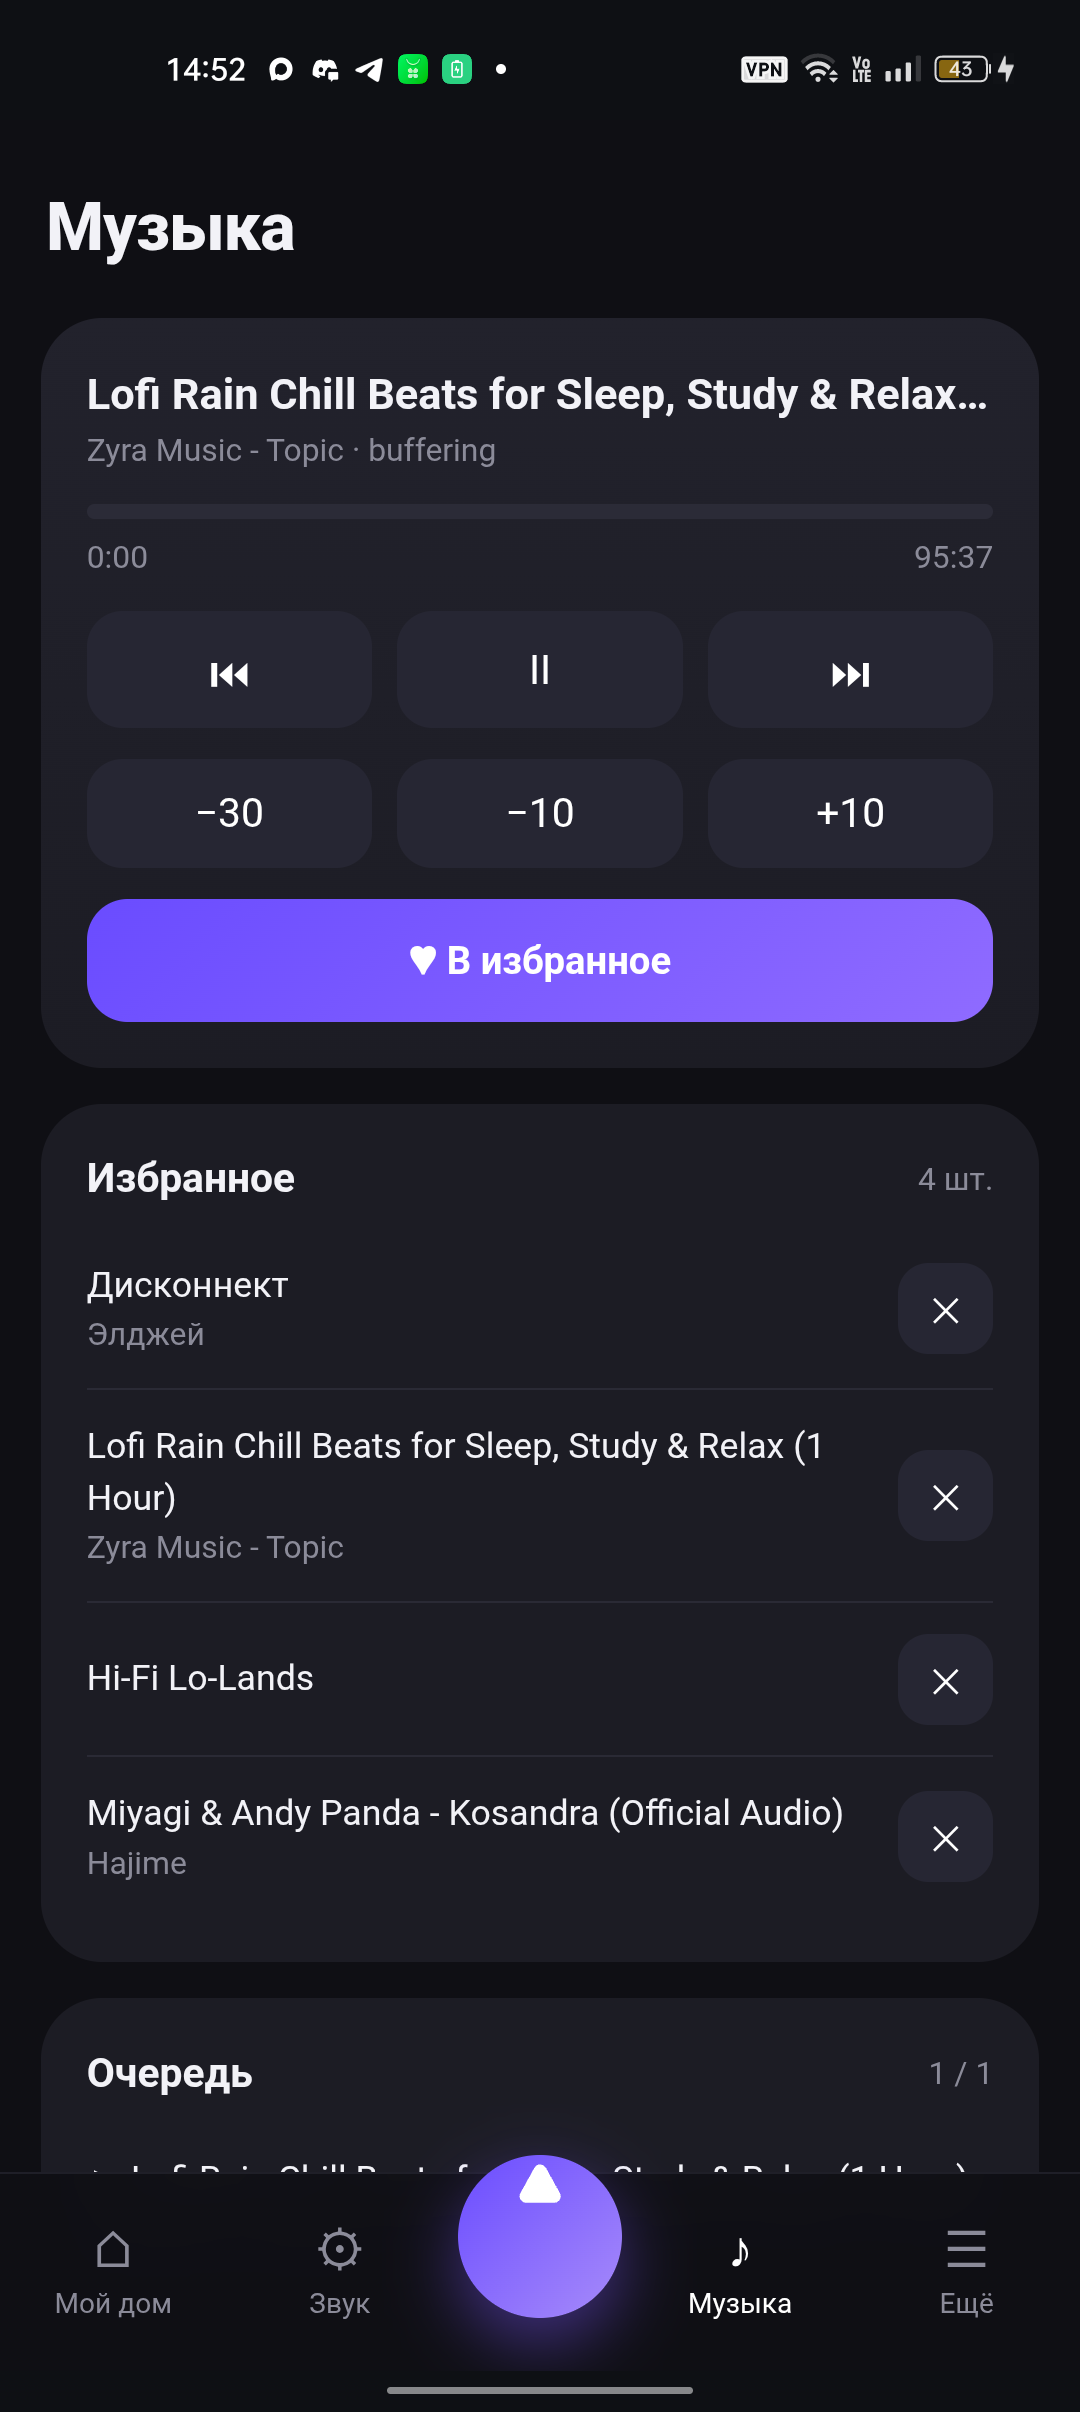 14:52
VPN
Vo
LTE
43
Музыка
Lofi Rain Chill Beats for Sleep, Study & Relax...
Zyra Music - Topic · buffering
0:00
95:37
−30
−10
+10
♥ В избранное
Избранное
4 шт.
Дисконнект
Элджей
Lofi Rain Chill Beats for Sleep, Study & Relax (1
Hour)
Zyra Music - Topic
Hi-Fi Lo-Lands
Miyagi & Andy Panda - Kosandra (Official Audio)
Hajime
Очередь
1 / 1
Мой дом
Звук
Музыка
Ещё